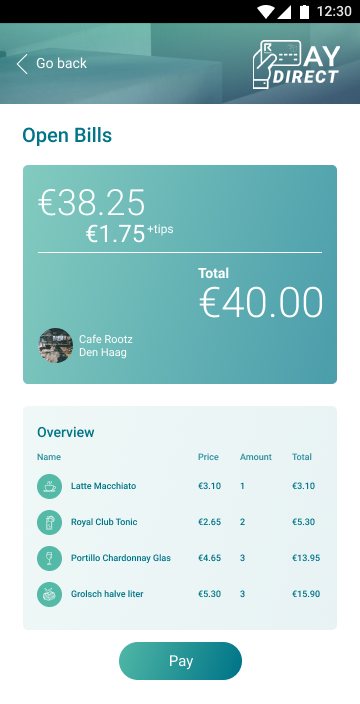 12:30
Go back
AY
DIRECT
Open Bills
€38.25
€1.75 +tips
Total
€40.00
Cafe Rootz
Den Haag
Overview
Name Price Amount Total
Latte Macchiato €3.10 1 €3.10
Royal Club Tonic €2.65 2 €5.30
Portillo Chardonnay Glas €4.65 3 €13.95
Grolsch halve liter €5.30 3 €15.90
Pay